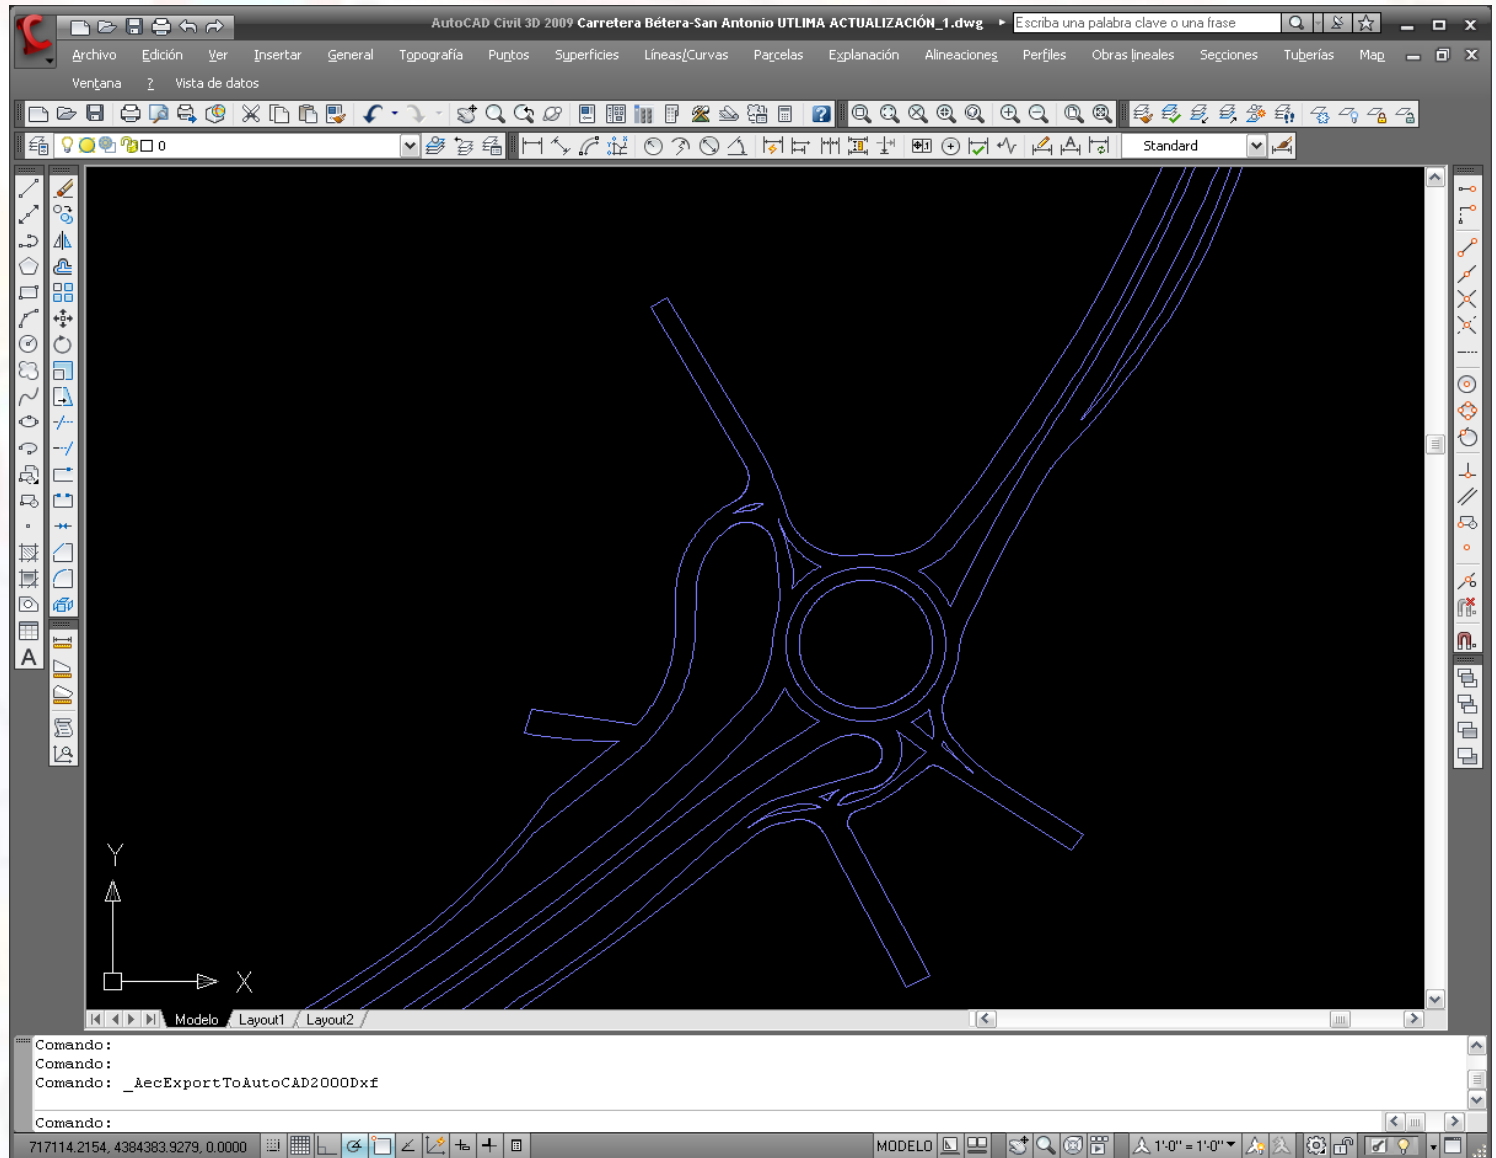 AutoCAD Civil 3D 2009 Carretera Bétera-San Antonio UTLIMA ACTUALIZACIÓN_1.dwg Escriba una palabra clave o una frase
Archivo Edición Ver Insertar General Topografía Puntos Superficies Líneas/Curvas Parcelas Explanación Alineaciones Perfiles Obras lineales Secciones Tuberías Map
Ventana ? Vista de datos
0 Standard
A
Y
X
Modelo Layout1 Layout2
Comando:
Comando:
Comando: _AecExportToAutoCAD2000Dxf
Comando:
717114.2154, 4384383.9279, 0.0000 MODELO 1'-0" = 1'-0"